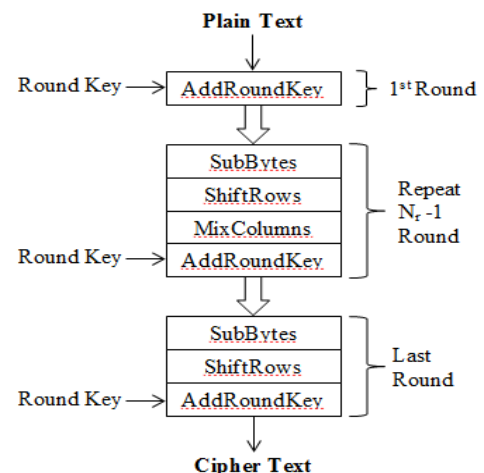 Plain Text
Round Key
AddRoundKey
1st Round
SubBytes
ShiftRows
MixColumns
Round Key
AddRoundKey
Repeat
Nr -1
Round
SubBytes
ShiftRows
Round Key
AddRoundKey
Last
Round
Cipher Text